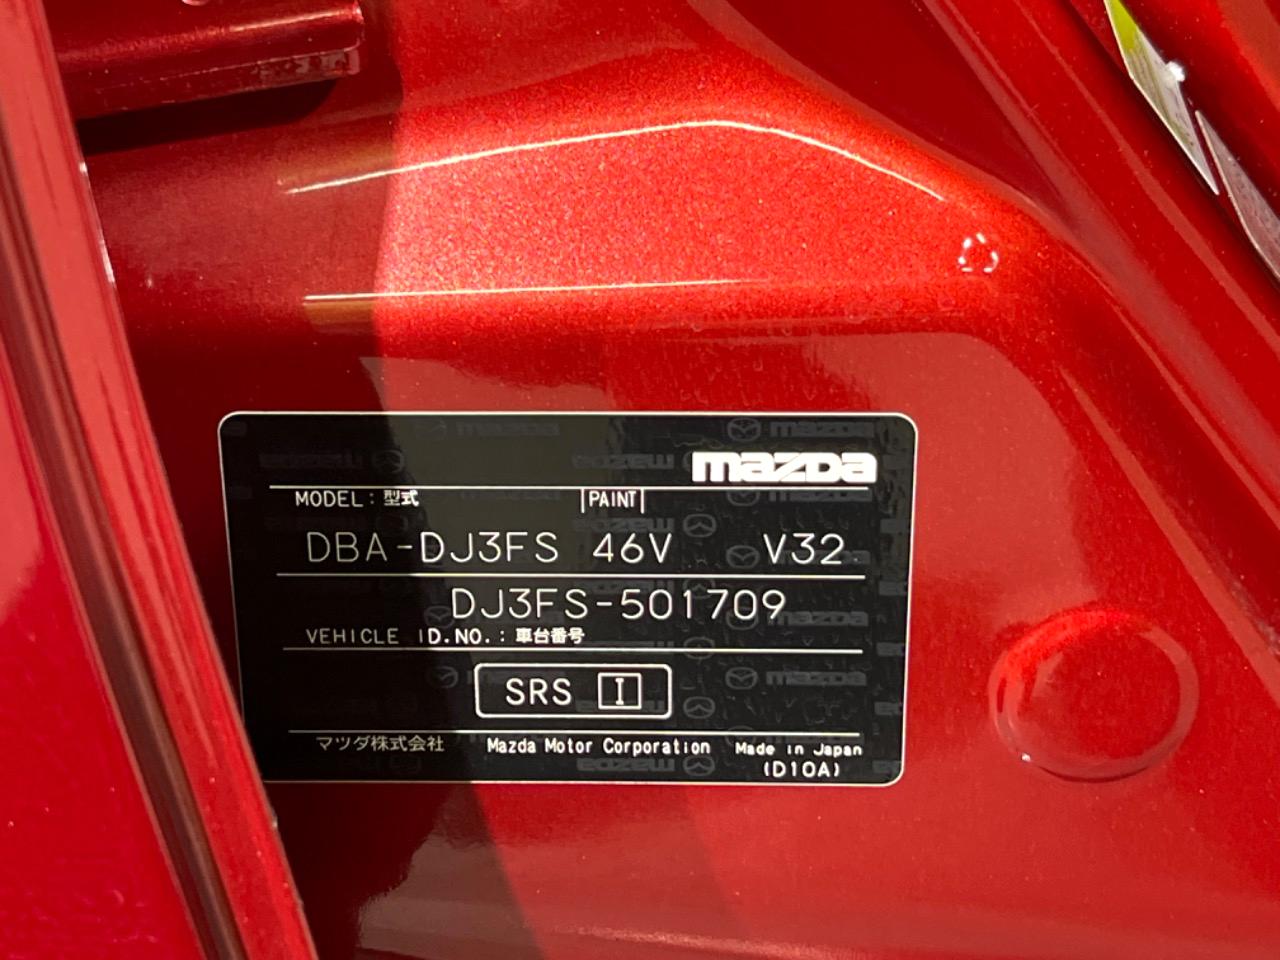 mazda
MODEL : 型式 |PAINT|
DBA-DJ3FS 46V V32
DJ3FS-501709
VEHICLE ID.NO. : 車台番号
SRS I
マツダ株式会社 Mazda Motor Corporation Made in Japan
(D10A)